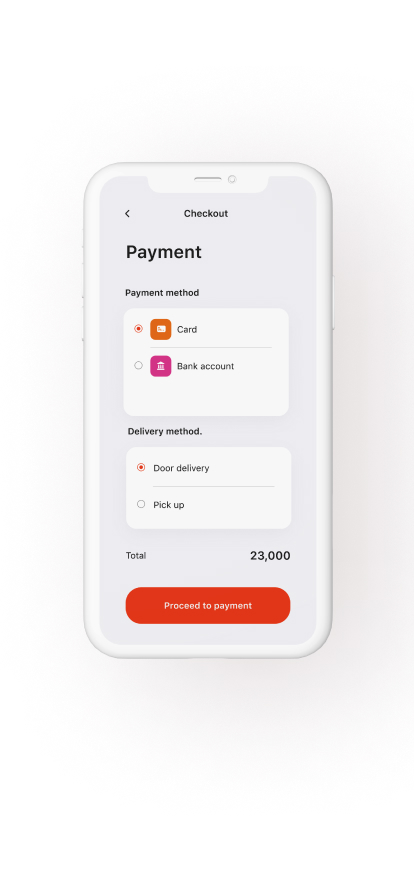 Checkout
Payment
Payment method
Card
Bank account
Delivery method.
Door delivery
Pick up
Total 23,000
Proceed to payment